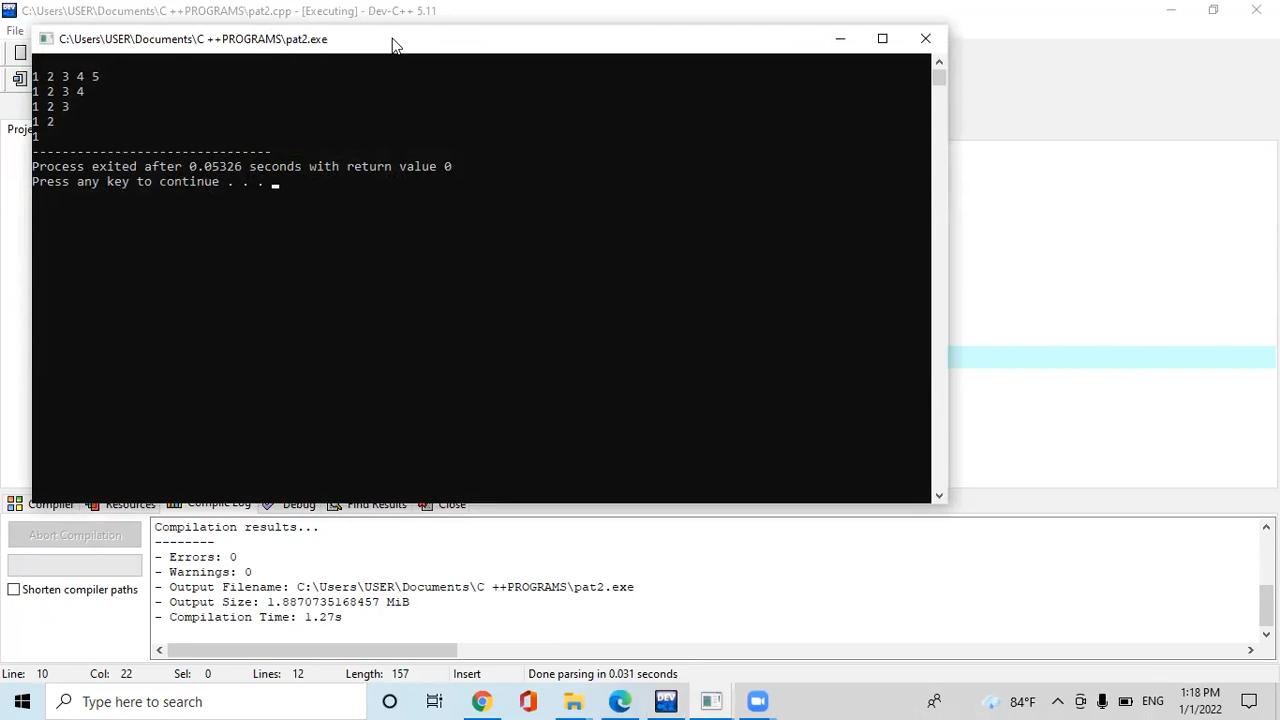 C:\Users\USER\Documents\C ++PROGRAMS\pat2.cpp - [Executing] - Dev-C++ 5.11
File
C:\Users\USER\Documents\C ++PROGRAMS\pat2.exe
1 2 3 4 5
1 2 3 4
1 2 3
Proje
1 2
1
--------------------------------
Process exited after 0.05326 seconds with return value 0
Press any key to continue . . .
Compiler Resources Compile Log Debug Find Results Close
Abort Compilation
Shorten compiler paths
Compilation results...
--------
- Errors: 0
- Warnings: 0
- Output Filename: C:\Users\USER\Documents\C ++PROGRAMS\pat2.exe
- Output Size: 1.8870735168457 MiB
- Compilation Time: 1.27s
Line: 10 Col: 22 Sel: 0 Lines: 12 Length: 157 Insert Done parsing in 0.031 seconds
Type here to search
DEV
84°F
ENG
1:18 PM
1/1/2022